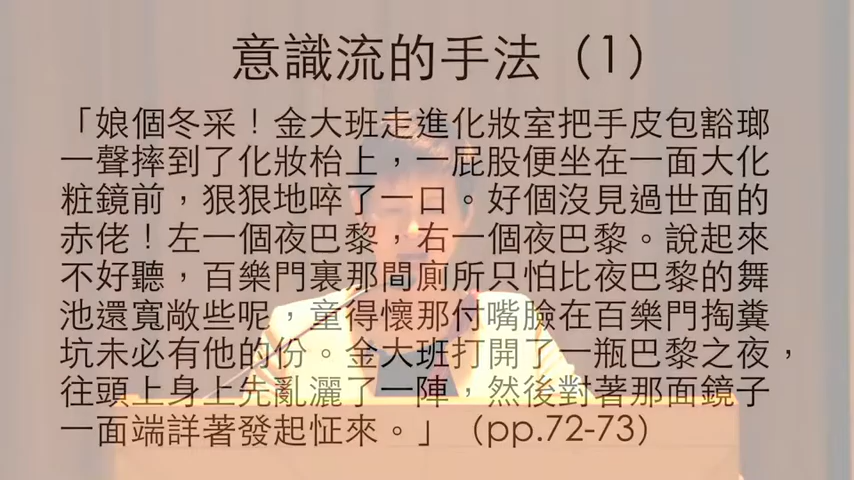 意識流的手法（1）
「娘個冬采！金大班走進化妝室把手皮包豁瑯
一聲摔到了化妝枱上，一屁股便坐在一面大化
粧鏡前，狠狠地啐了一口。好個沒見過世面的
赤佬！左一個夜巴黎，右一個夜巴黎。說起來
不好聽，百樂門裏那間廁所只怕比夜巴黎的舞
池還寬敞些呢，童得懷那付嘴臉在百樂門掏糞
坑未必有他的份。金大班打開了一瓶巴黎之夜，
往頭上身上先亂灑了一陣，然後對著那面鏡子
一面端詳著發起怔來。」（pp.72-73）